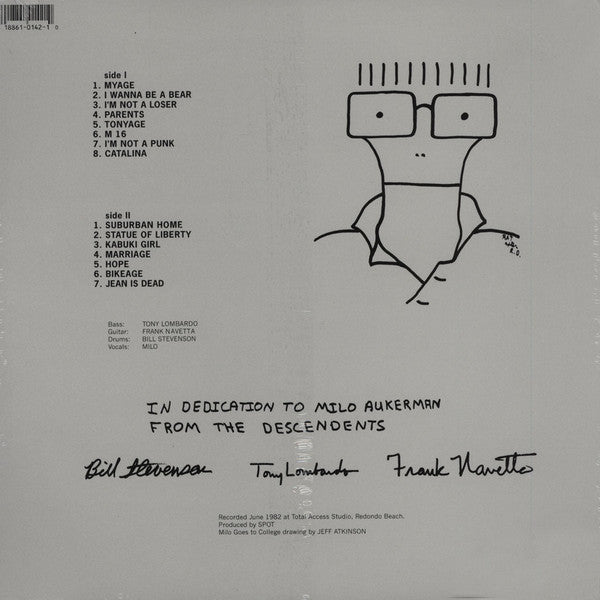 18861-0142-1 0
side I
1. MYAGE
2. I WANNA BE A BEAR
3. I'M NOT A LOSER
4. PARENTS
5. TONYAGE
6. M 16
7. I'M NOT A PUNK
8. CATALINA
side II
1. SUBURBAN HOME
2. STATUE OF LIBERTY
3. KABUKI GIRL
4. MARRIAGE
5. HOPE
6. BIKEAGE
7. JEAN IS DEAD
Bass: TONY LOMBARDO
Guitar: FRANK NAVETTA
Drums: BILL STEVENSON
Vocals: MILO
IN DEDICATION TO MILO AUKERMAN
FROM THE DESCENDENTS
Bill Stevenson Tony Lombardo Frank Navetta
Recorded June 1982 at Total Access Studio, Redondo Beach.
Produced by SPOT
Milo Goes to College drawing by JEFF ATKINSON